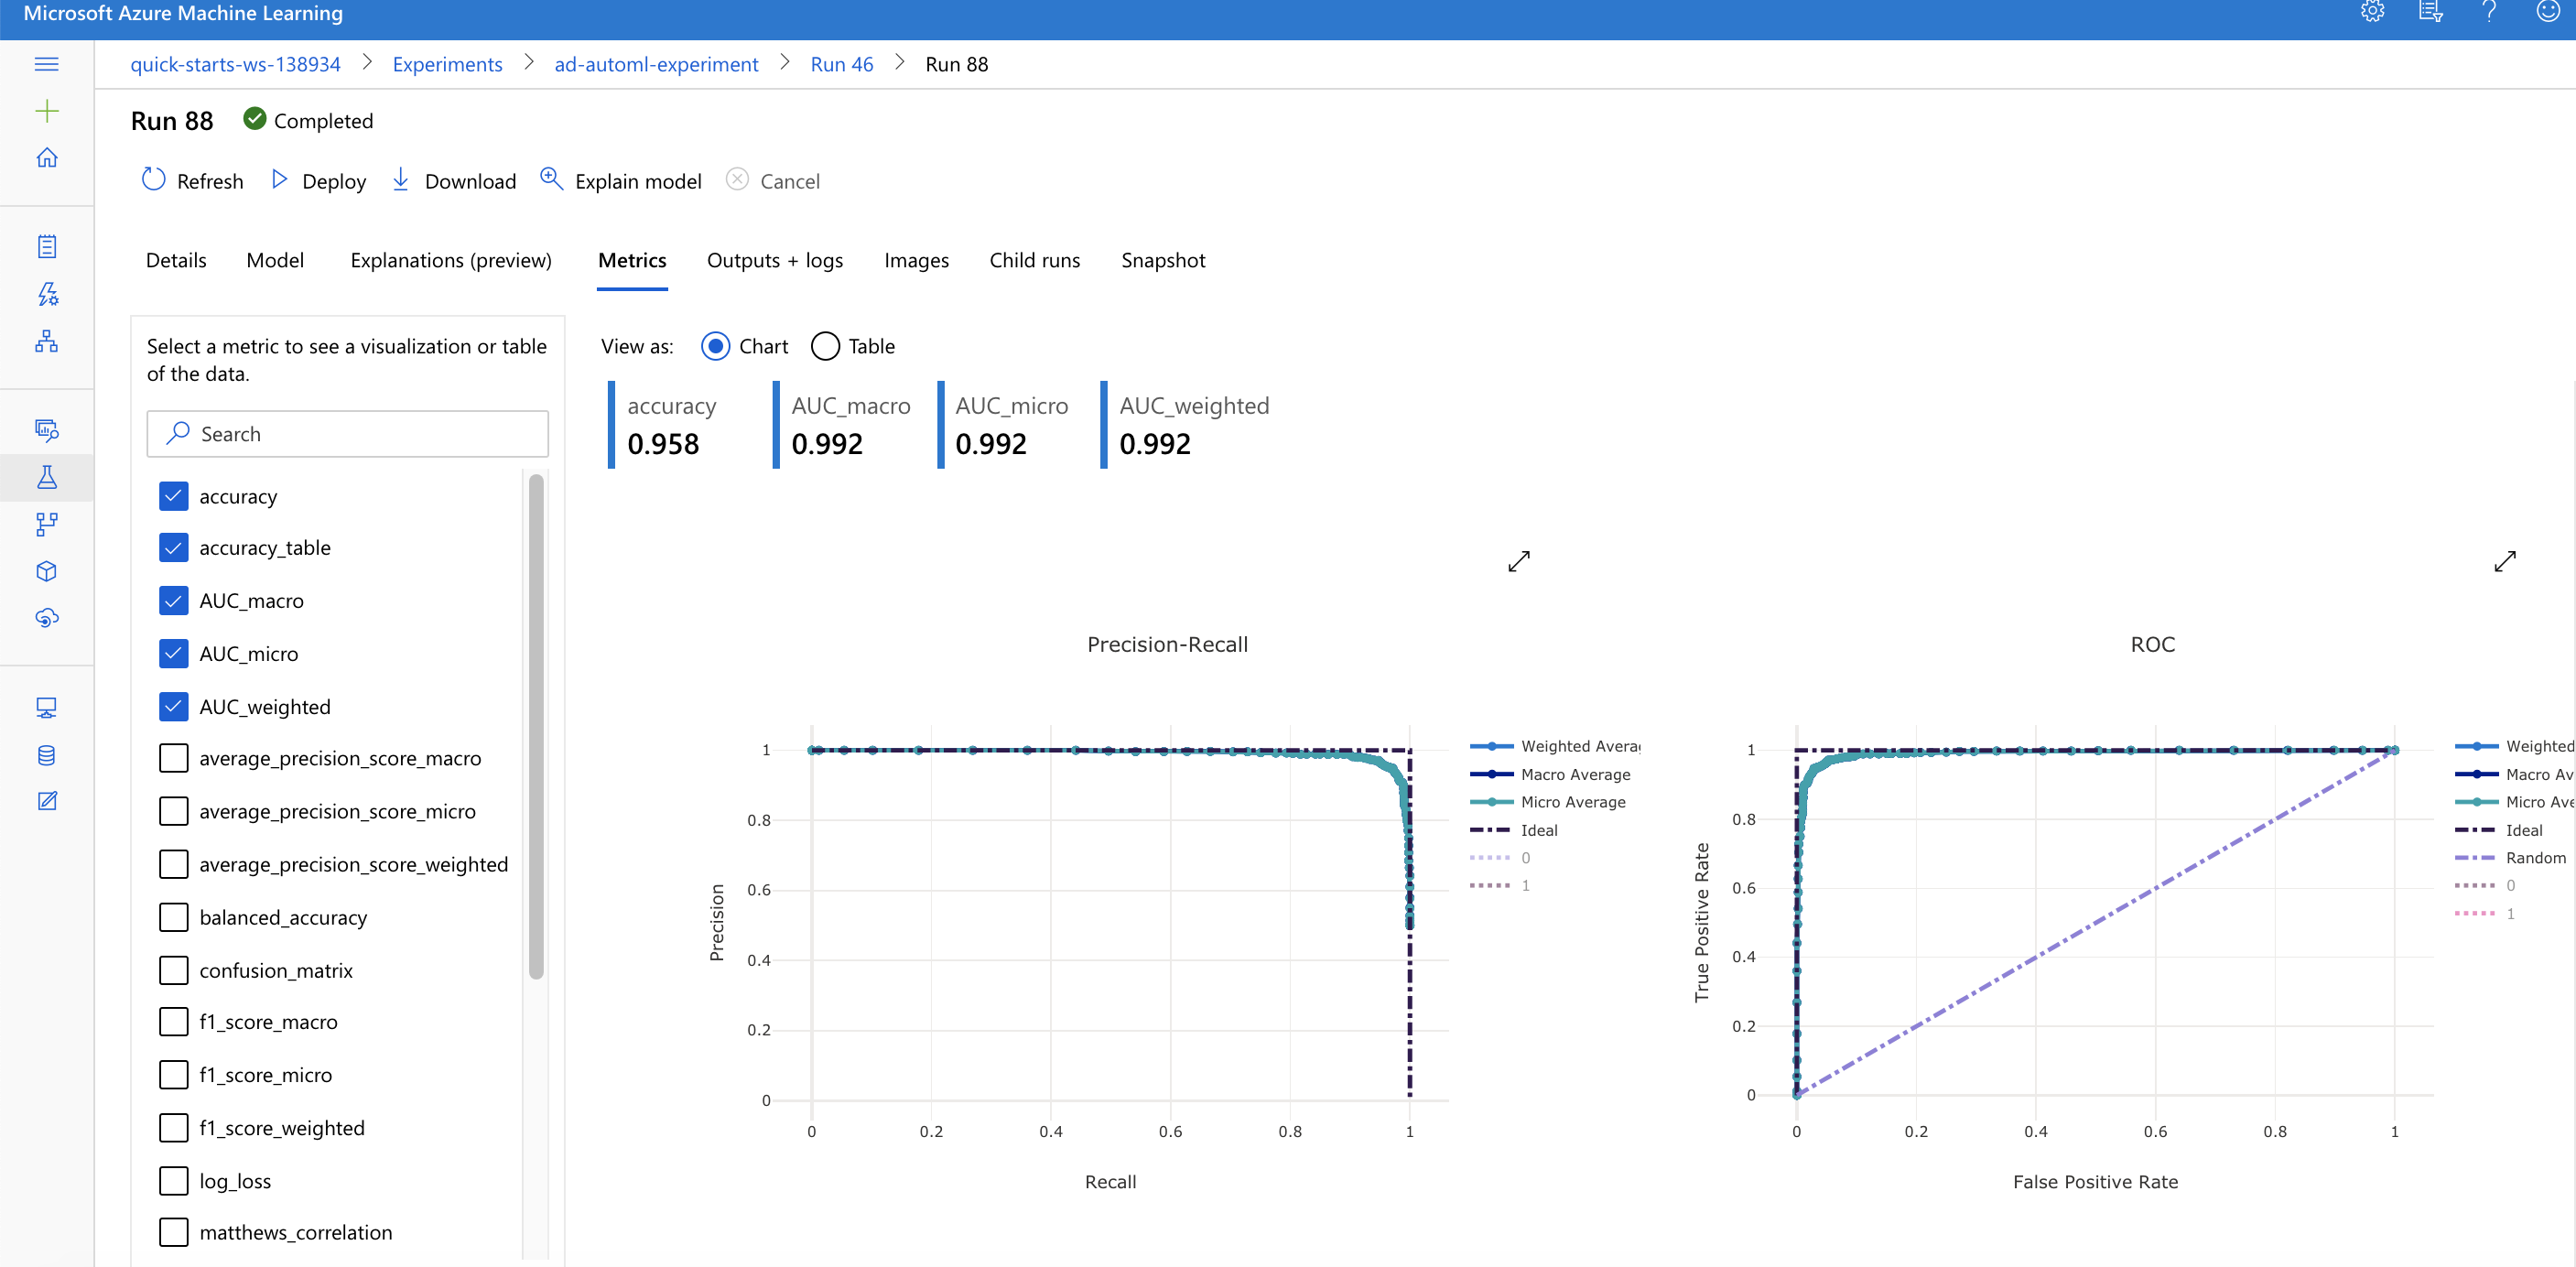 Microsoft Azure Machine Learning
quick-starts-ws-138934 > Experiments > ad-automl-experiment > Run 46 > Run 88
Run 88 Completed
Refresh Deploy Download Explain model Cancel
Details Model Explanations (preview) Metrics Outputs + logs Images Child runs Snapshot
Select a metric to see a visualization or table
of the data.
Search
accuracy
accuracy_table
AUC_macro
AUC_micro
AUC_weighted
average_precision_score_macro
average_precision_score_micro
average_precision_score_weighted
balanced_accuracy
confusion_matrix
f1_score_macro
f1_score_micro
f1_score_weighted
log_loss
matthews_correlation
View as: Chart Table
accuracy AUC_macro AUC_micro AUC_weighted
0.958 0.992 0.992 0.992
Precision-Recall
1
0.8
0.6
0.4
0.2
0
0 0.2 0.4 0.6 0.8 1
Precision
Recall
Weighted Avera
Macro Average
Micro Average
Ideal
0
1
ROC
1
0.8
0.6
0.4
0.2
0
0 0.2 0.4 0.6 0.8 1
True Positive Rate
False Positive Rate
Weighted
Macro Av
Micro Ave
Ideal
Random
0
1